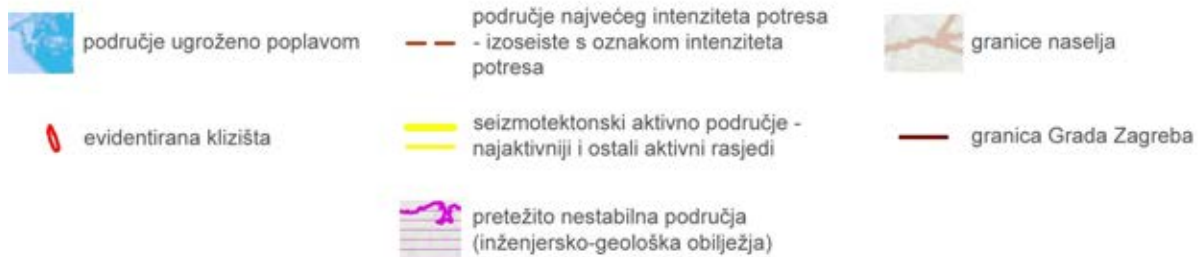 područje ugroženo poplavom
područje najvećeg intenziteta potresa
- izoseiste s oznakom intenziteta
potresa
granice naselja
evidentirana klizišta
seizmotektonski aktivno područje -
najaktivniji i ostali aktivni rasjedi
granica Grada Zagreba
pretežito nestabilna područja
(inženjersko-geološka obilježja)